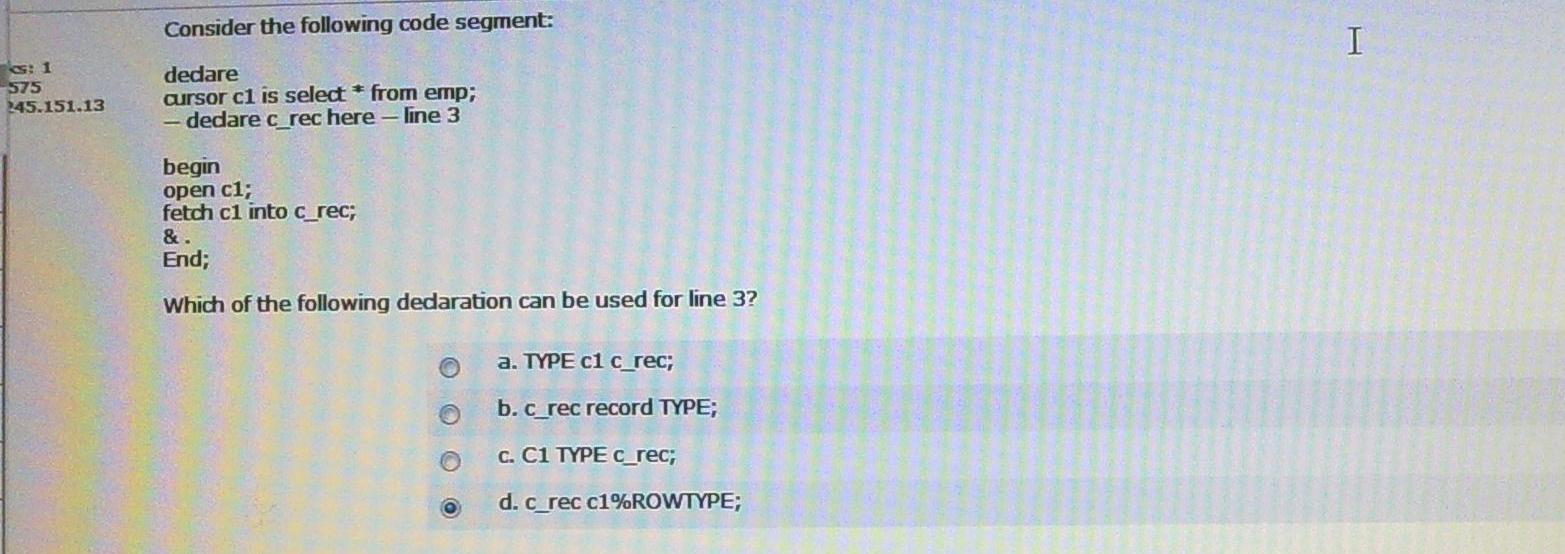 Consider the following code segment:
cs: 1
575
245.151.13
declare
cursor c1 is select * from emp;
— declare c_rec here — line 3
begin
open c1;
fetch c1 into c_rec;
& .
End;
Which of the following declaration can be used for line 3?
a. TYPE c1 c_rec;
b. c_rec record TYPE;
c. C1 TYPE c_rec;
d. c_rec c1%ROWTYPE;